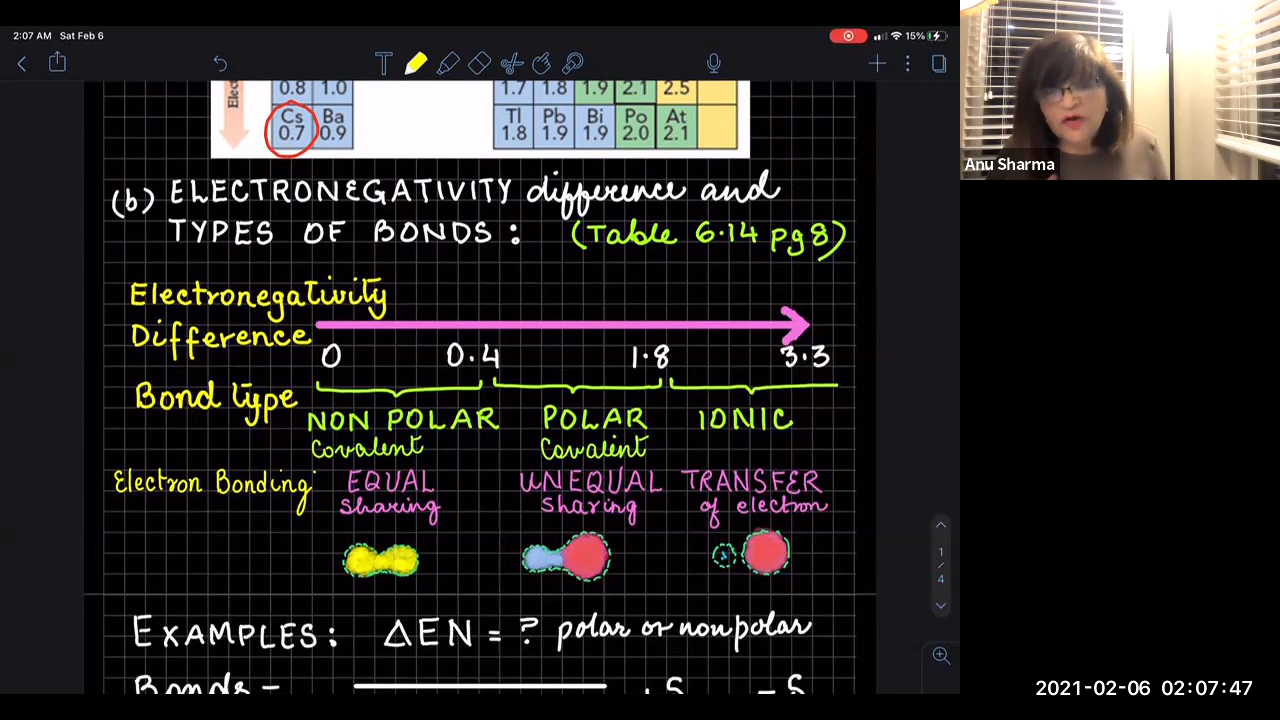 2:07 AM Sat Feb 6
15%
0.8 1.0 1.7 1.8 1.9 2.1 2.5
Cs Ba Tl Pb Bi Po At
0.7 0.9 1.8 1.9 1.9 2.0 2.1
Anu Sharma
(b) ELECTRONEGATIVITY difference and
TYPES OF BONDS: (Table 6.14 pg 8)
Electronegativity
Difference
0 0.4 1.8 3.3
Bond type
NON POLAR POLAR IONIC
Covalent Covalent
Electron Bonding EQUAL UNEQUAL TRANSFER
sharing sharing of electron
1
/
4
EXAMPLES: ΔEN = ? polar or nonpolar
Bonds -
2021-02-06 02:07:47